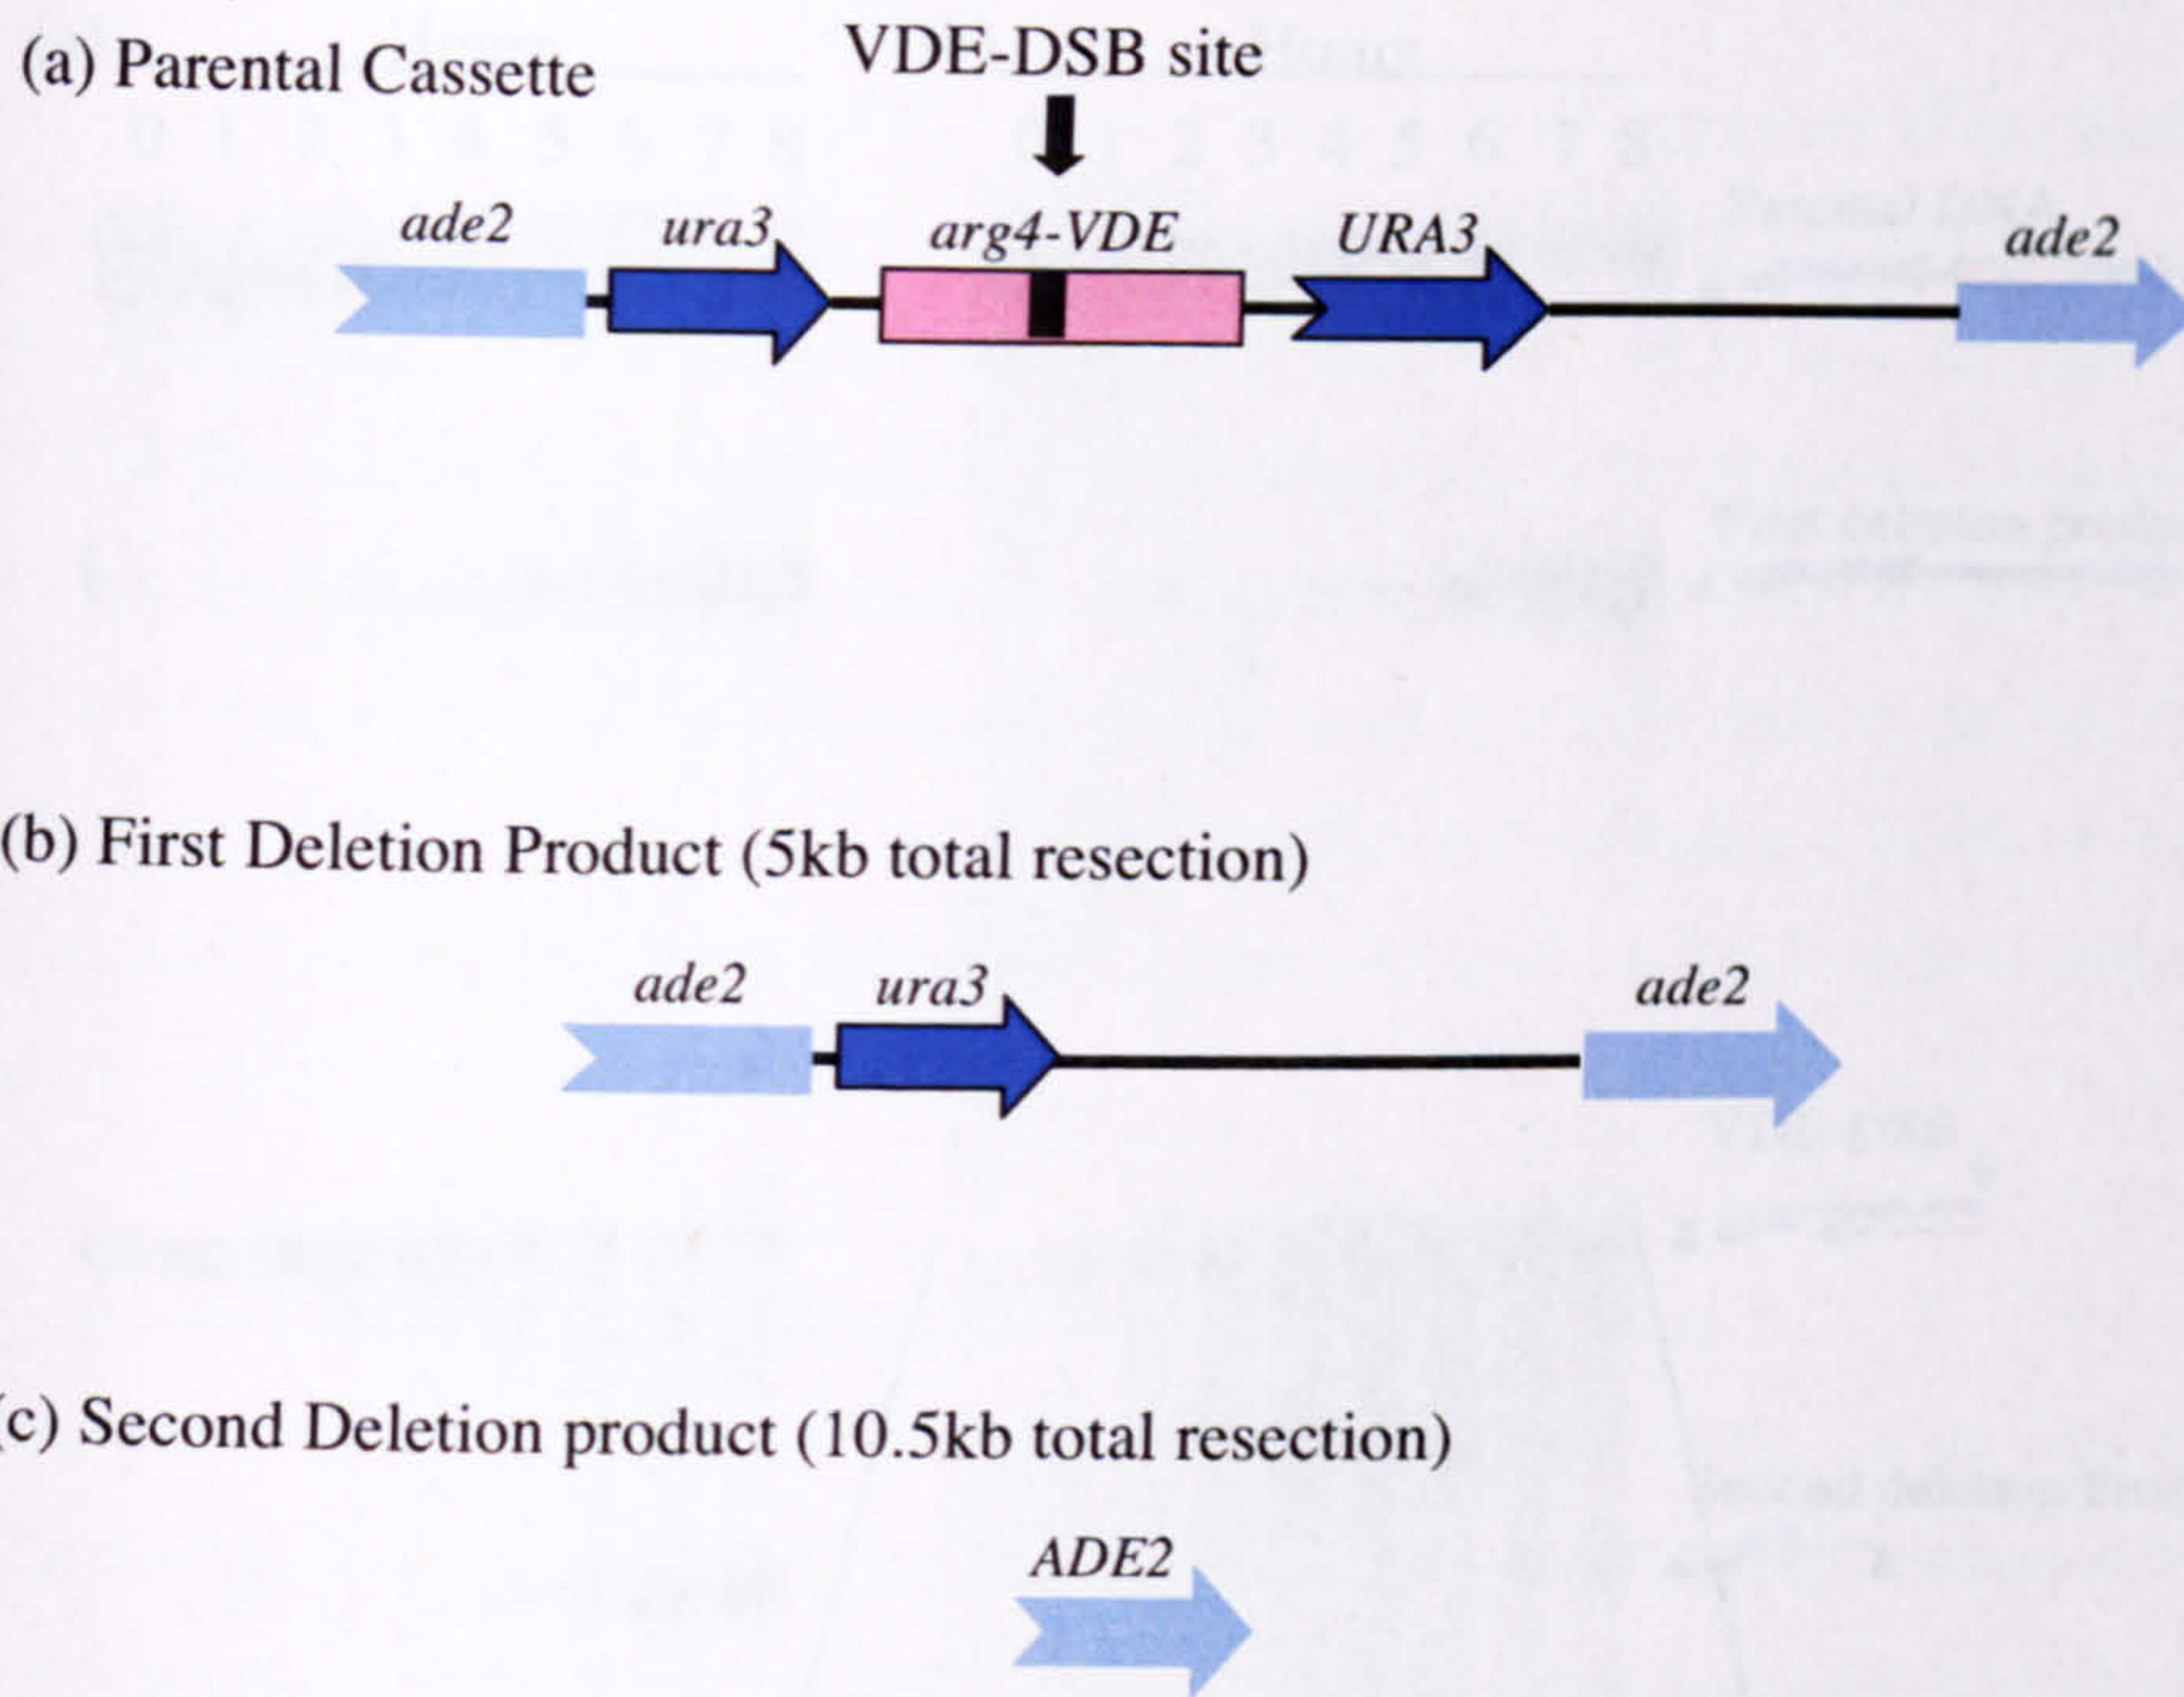 (a) Parental Cassette
VDE-DSB site
ade2 ura3 arg4-VDE URA3 ade2
(b) First Deletion Product (5kb total resection)
ade2 ura3 ade2
(c) Second Deletion product (10.5kb total resection)
ADE2